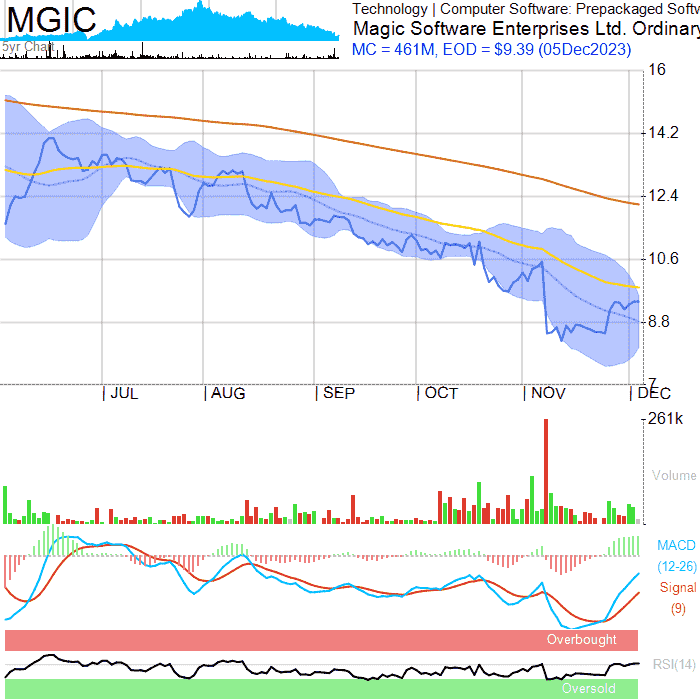 MGIC
5yr Chart
Technology | Computer Software: Prepackaged Softw
Magic Software Enterprises Ltd. Ordinary
MC = 461M, EOD = $9.39 (05Dec2023)
16
14.2
12.4
10.6
8.8
7
JUL AUG SEP OCT NOV DEC
261k
Volume
MACD
(12-26)
Signal
(9)
Overbought
RSI(14)
Oversold